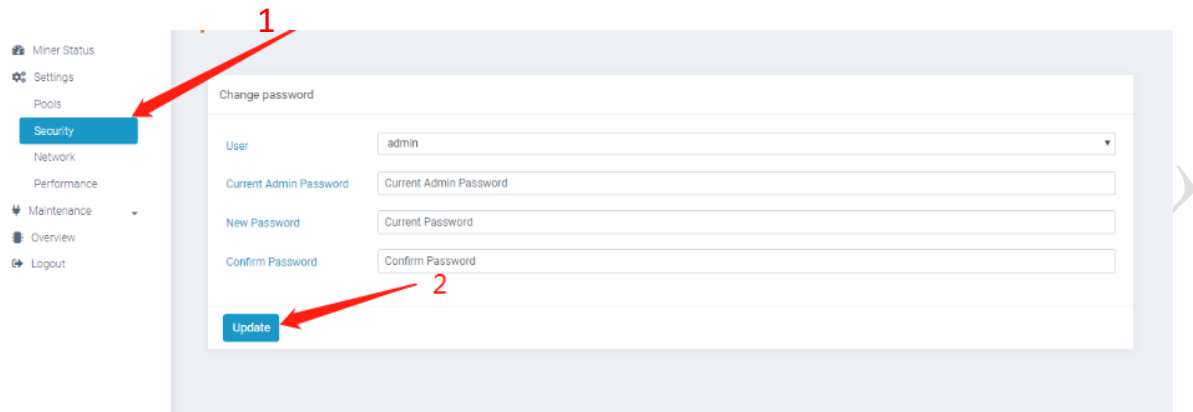 1
Miner Status
Settings
Pools
Security
Network
Performance
Maintenance
Overview
Logout
Change password
User
admin
Current Admin Password
Current Admin Password
New Password
Current Password
Confirm Password
Confirm Password
2
Update